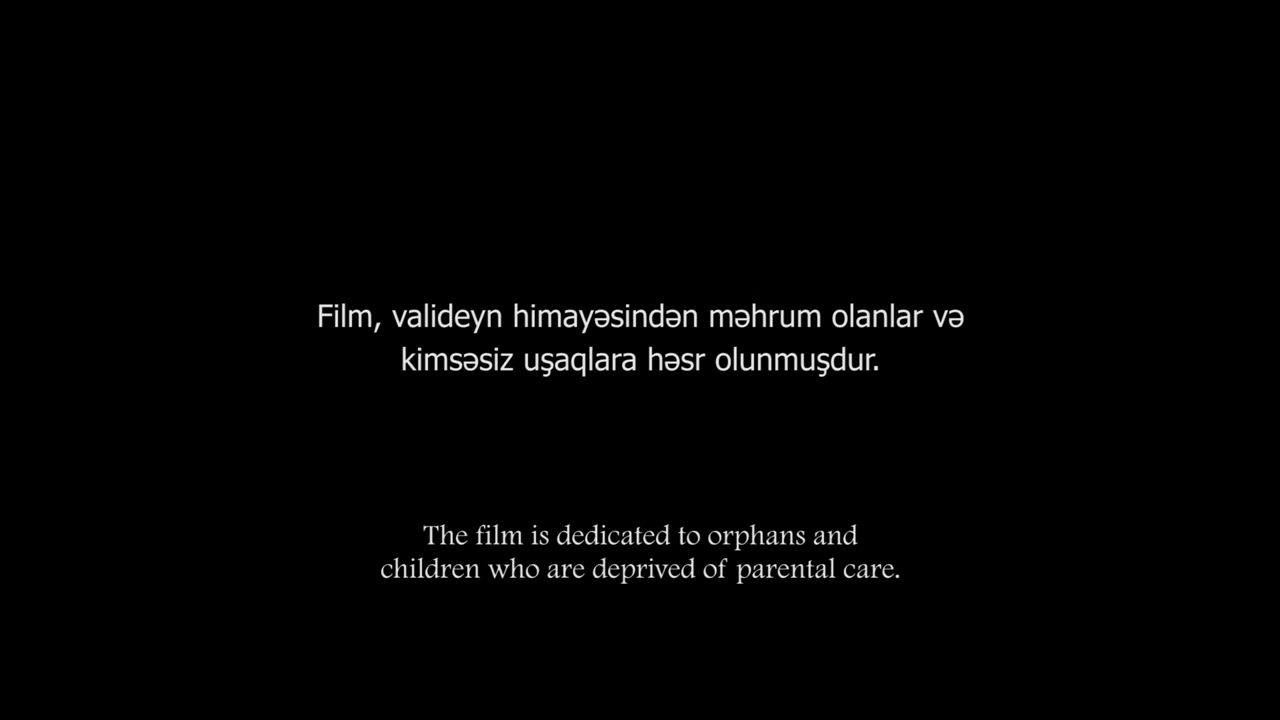 Film, valideyn himayəsindən məhrum olanlar və
kimsəsiz uşaqlara həsr olunmuşdur.
The film is dedicated to orphans and
children who are deprived of parental care.